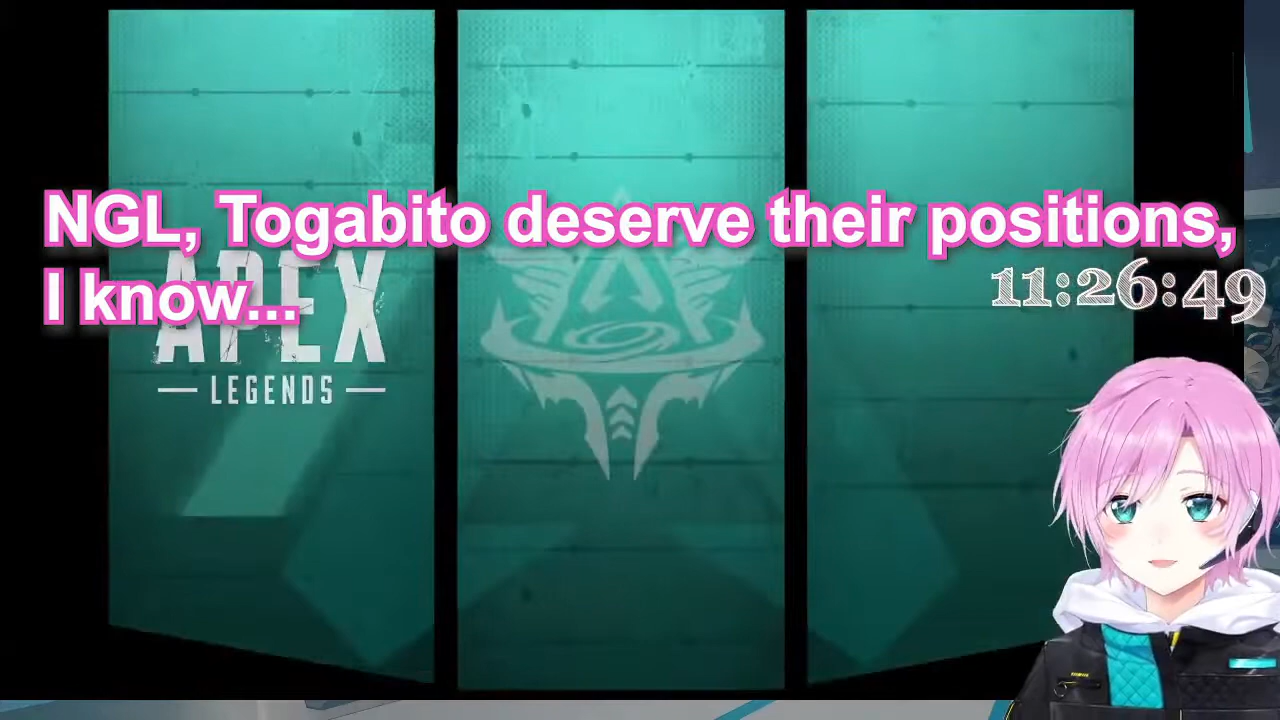 NGL, Togabito deserve their positions,
I know...
11:26:49
APEX
LEGENDS